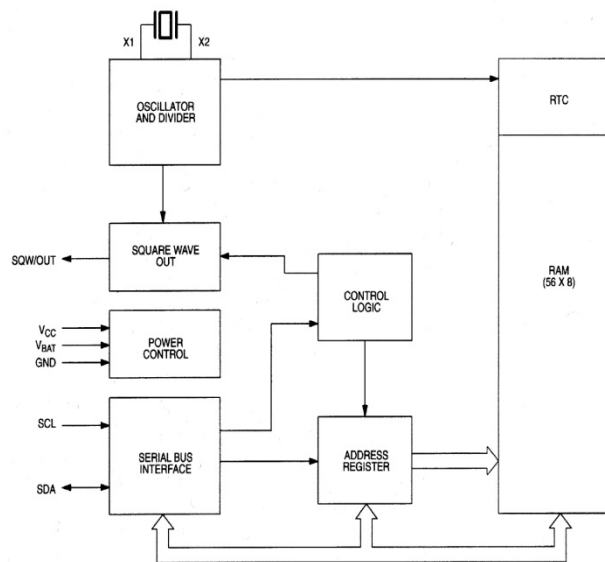 X1
X2
OSCILLATOR
AND DIVIDER
RTC
SQUARE WAVE
OUT
SQW/OUT
CONTROL
LOGIC
RAM
(56 X 8)
VCC
VBAT
GND
POWER
CONTROL
SCL
SERIAL BUS
INTERFACE
ADDRESS
REGISTER
SDA